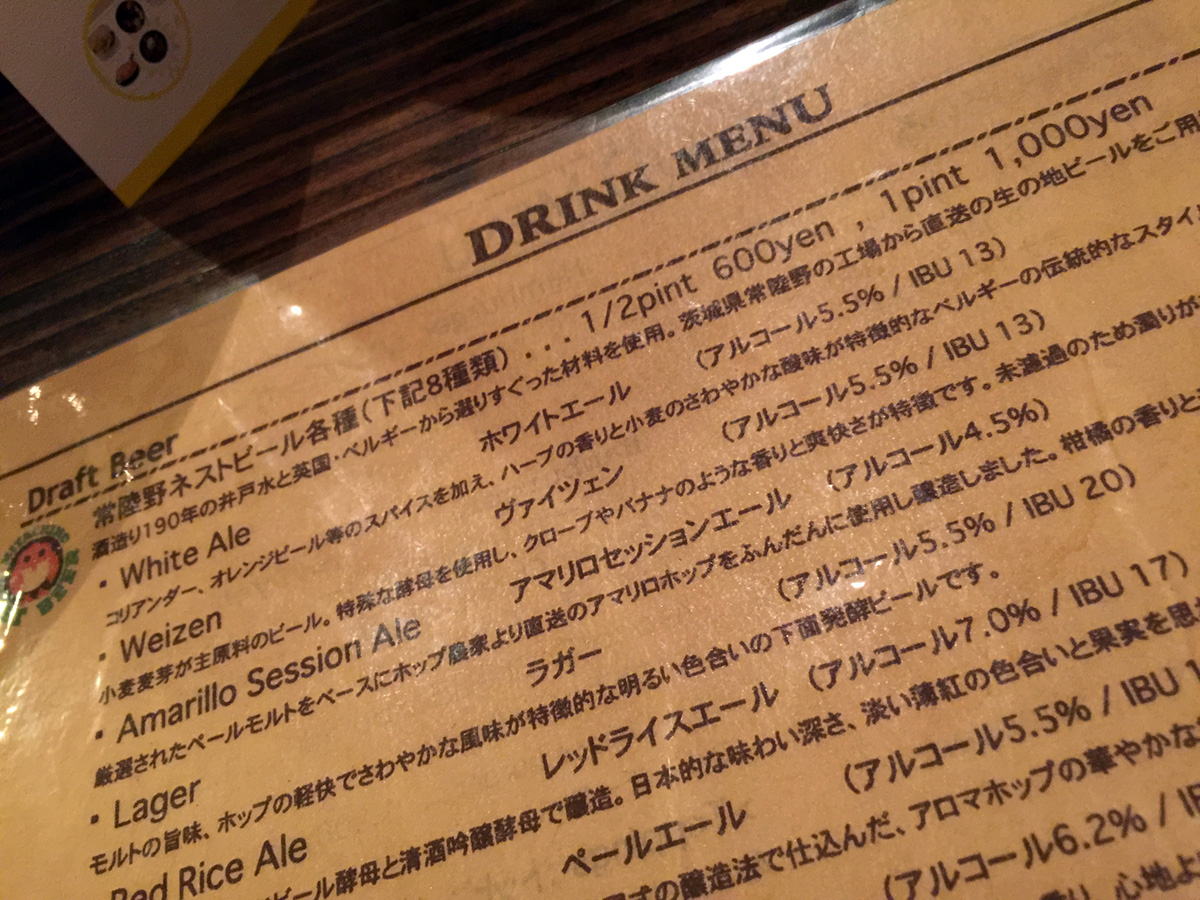 DRINK MENU
Draft Beer
常陸野ネストビール各種(下記8種類) ... 1/2pint 600yen , 1pint 1,000yen
酒造り190年の井戸水と英国・ベルギーから選りすぐった材料を使用。茨城県常陸野の工場から直送の生の地ビールをご用
・White Ale ホワイトエール (アルコール5.5% / IBU 13)
コリアンダー、オレンジピール等のスパイスを加え、ハーブの香りと小麦のさわやかな酸味が特徴的なベルギーの伝統的なスタイ
・Weizen ヴァイツェン (アルコール5.5% / IBU 13)
小麦麦芽が主原料のビール。特殊な酵母を使用し、クローブやバナナのような香りと爽快さが特徴です。未濾過のため濁りが
・Amarillo Session Ale アマリロセッションエール (アルコール4.5%)
厳選されたペールモルトをベースにホップ農家より直送のアマリロホップをふんだんに使用し醸造しました。柑橘の香りと
・Lager ラガー (アルコール5.5% / IBU 20)
モルトの旨味、ホップの軽快でさわやかな風味が特徴的な明るい色合いの下面発酵ビールです。
Red Rice Ale レッドライスエール (アルコール7.0% / IBU 17)
ビール酵母と清酒吟醸酵母で醸造。日本的な味わい深さ、淡い薄紅の色合いと果実を思
ペールエール (アルコール5.5% / IBU
の醸造法で仕込んだ、アロマホップの華やかな
(アルコール6.2% /
心地よ